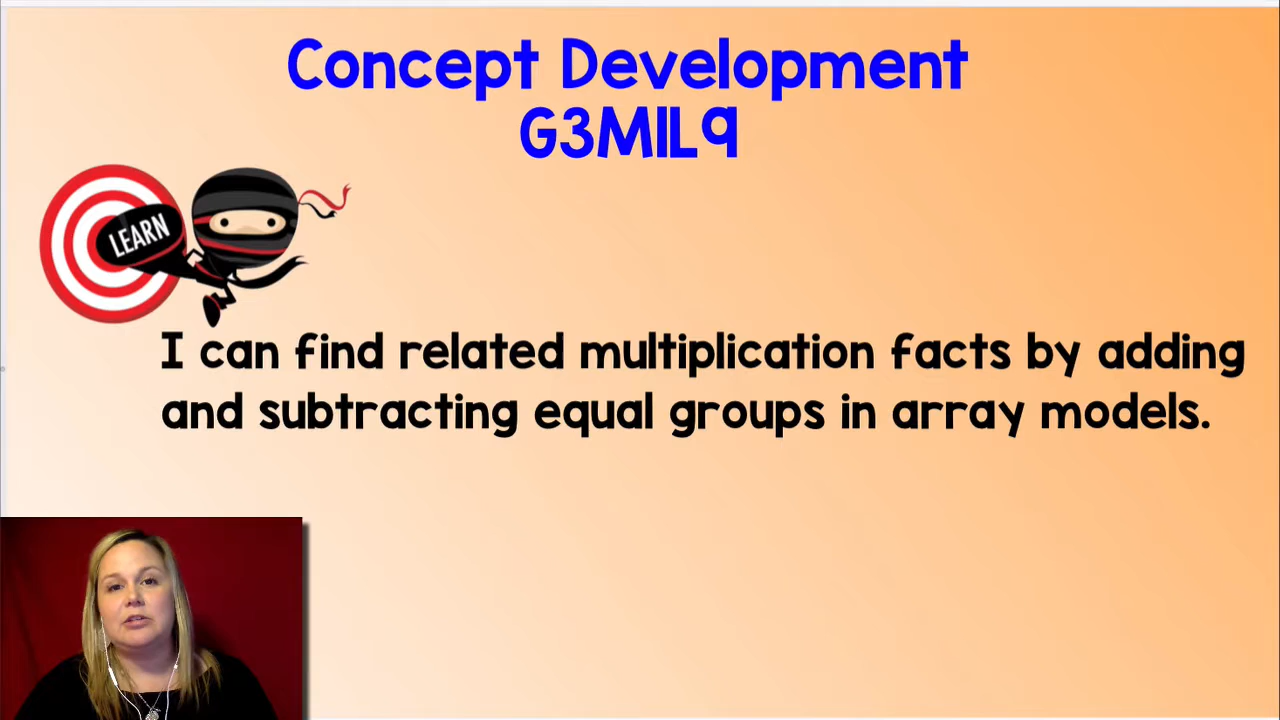 Concept Development
G3M1L9
LEARN
I can find related multiplication facts by adding
and subtracting equal groups in array models.